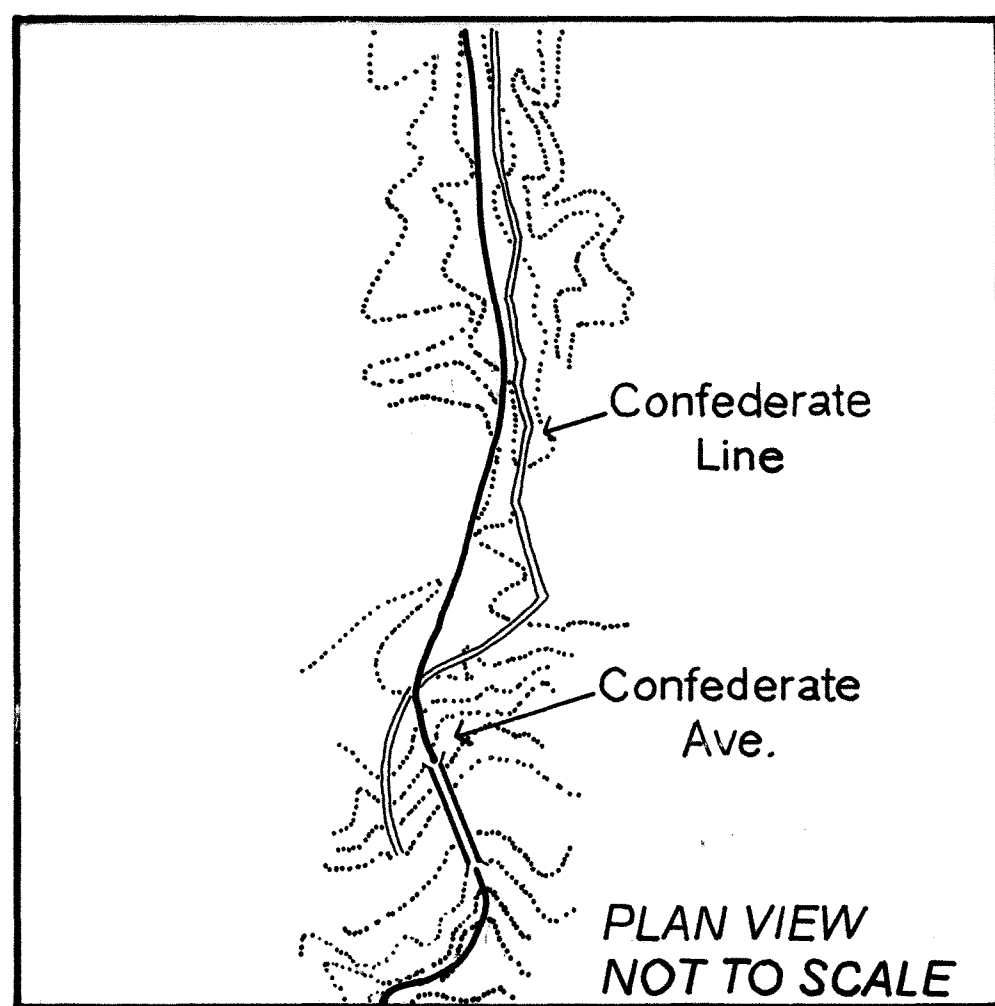 Confederate
Line
Confederate
Ave.
PLAN VIEW
NOT TO SCALE